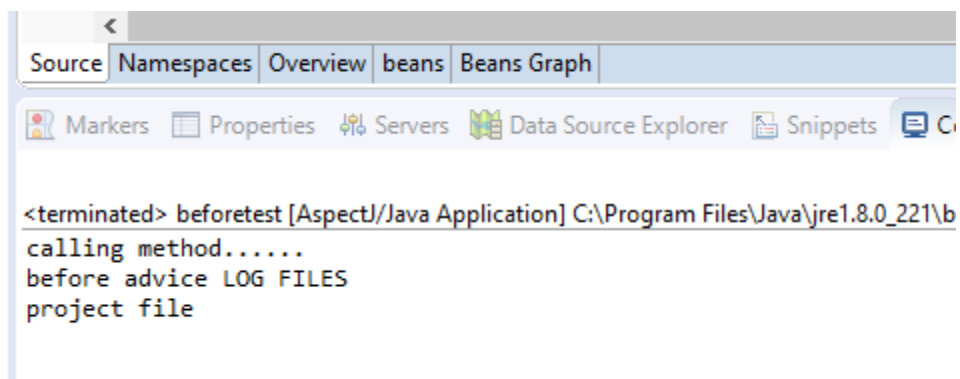 Source Namespaces Overview beans Beans Graph
Markers Properties Servers Data Source Explorer Snippets
<terminated> beforetest [AspectJ/Java Application] C:\Program Files\Java\jre1.8.0_221\b
calling method......
before advice LOG FILES
project file